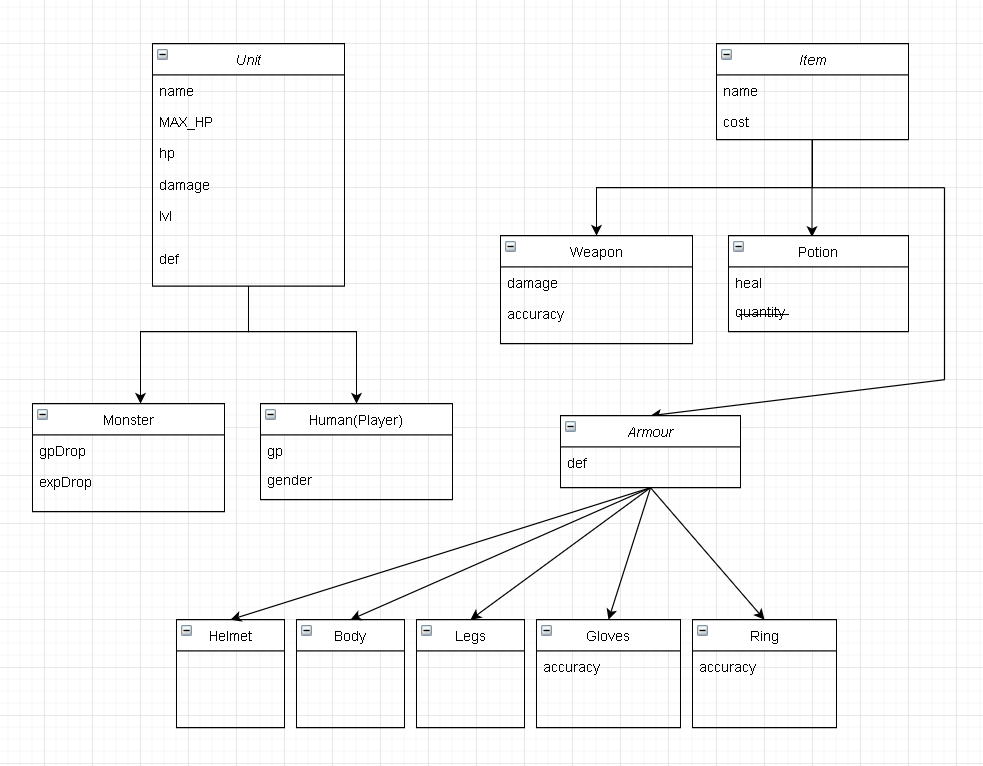 Unit
name
MAX_HP
hp
damage
lvl
def
Item
name
cost
Weapon
damage
accuracy
Potion
heal
quantity
Monster
gpDrop
expDrop
Human(Player)
gp
gender
Armour
def
Helmet
Body
Legs
Gloves
accuracy
Ring
accuracy